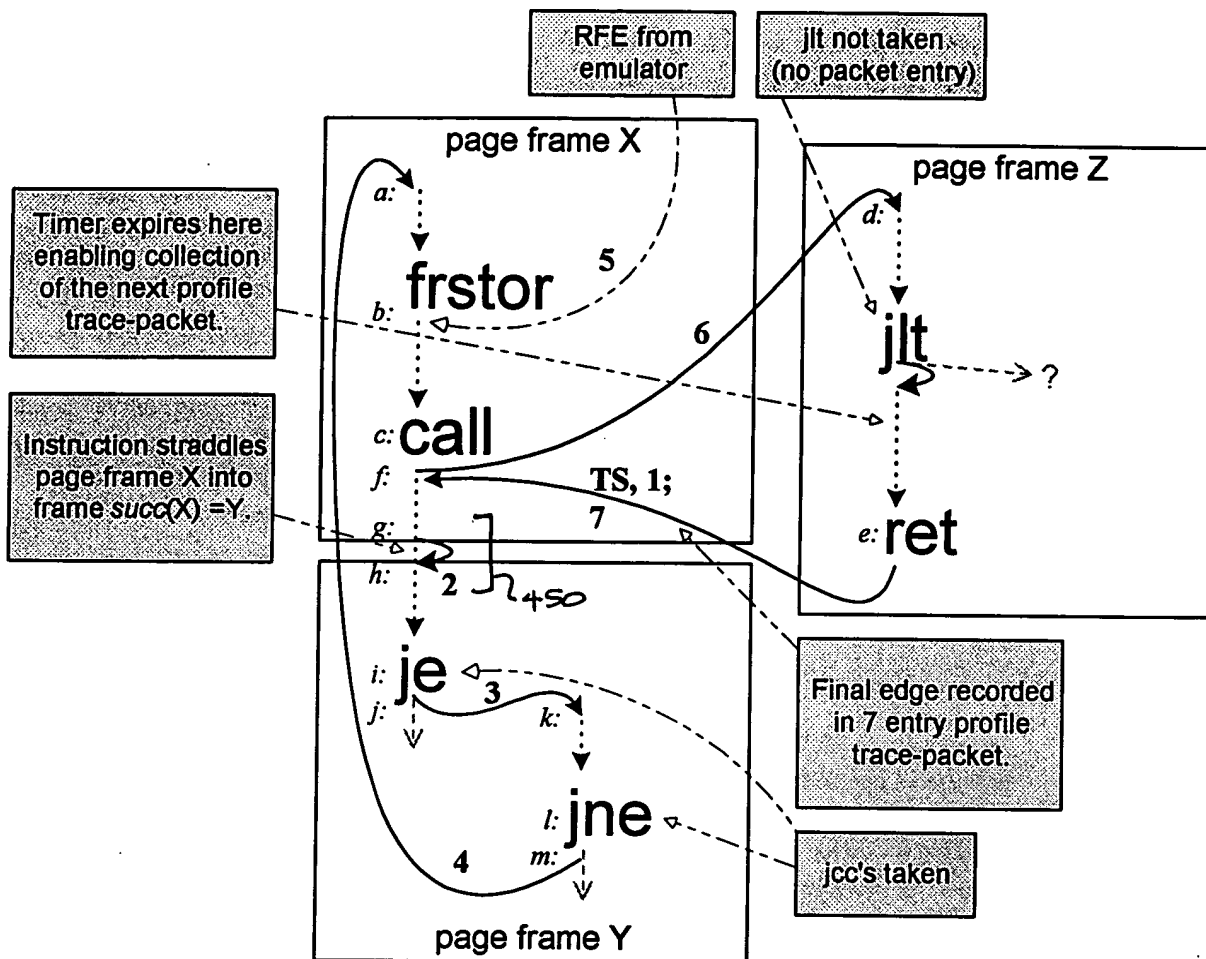 RFE from
emulator
jlt not taken
(no packet entry)
page frame X
page frame Z
a:
d:
Timer expires here
enabling collection
of the next profile
trace-packet.
frstor
5
b:
6
jlt
?
Instruction straddles
page frame X into
frame succ(X) =Y.
c: call
f:
TS, 1;
7
g:
e: ret
h:
2
450
i: je
j:
3
k:
Final edge recorded
in 7 entry profile
trace-packet.
l: jne
m:
4
jcc's taken
page frame Y